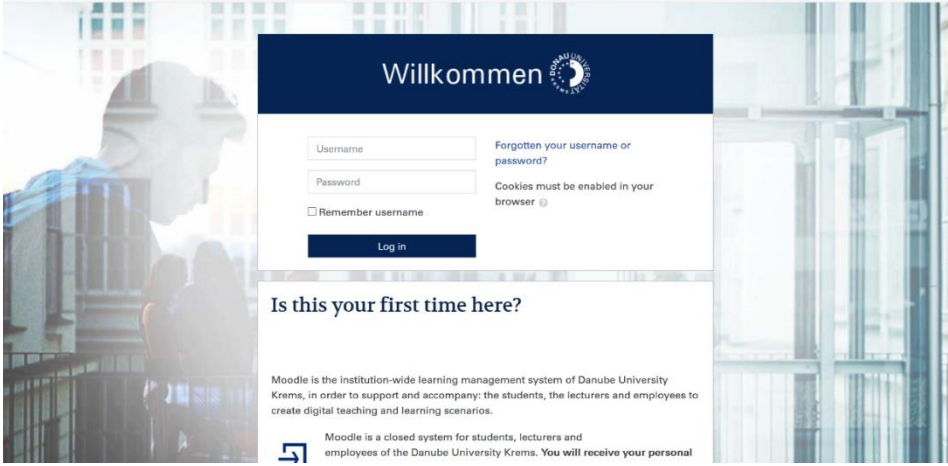 Willkommen
DONAU UNIVERSITÄT
KREMS
Username
Password
Remember username
Log in
Forgotten your username or
password?
Cookies must be enabled in your
browser
Is this your first time here?
Moodle is the institution-wide learning management system of Danube University
Krems, in order to support and accompany: the students, the lecturers and employees to
create digital teaching and learning scenarios.
Moodle is a closed system for students, lecturers and
employees of the Danube University Krems. You will receive your personal